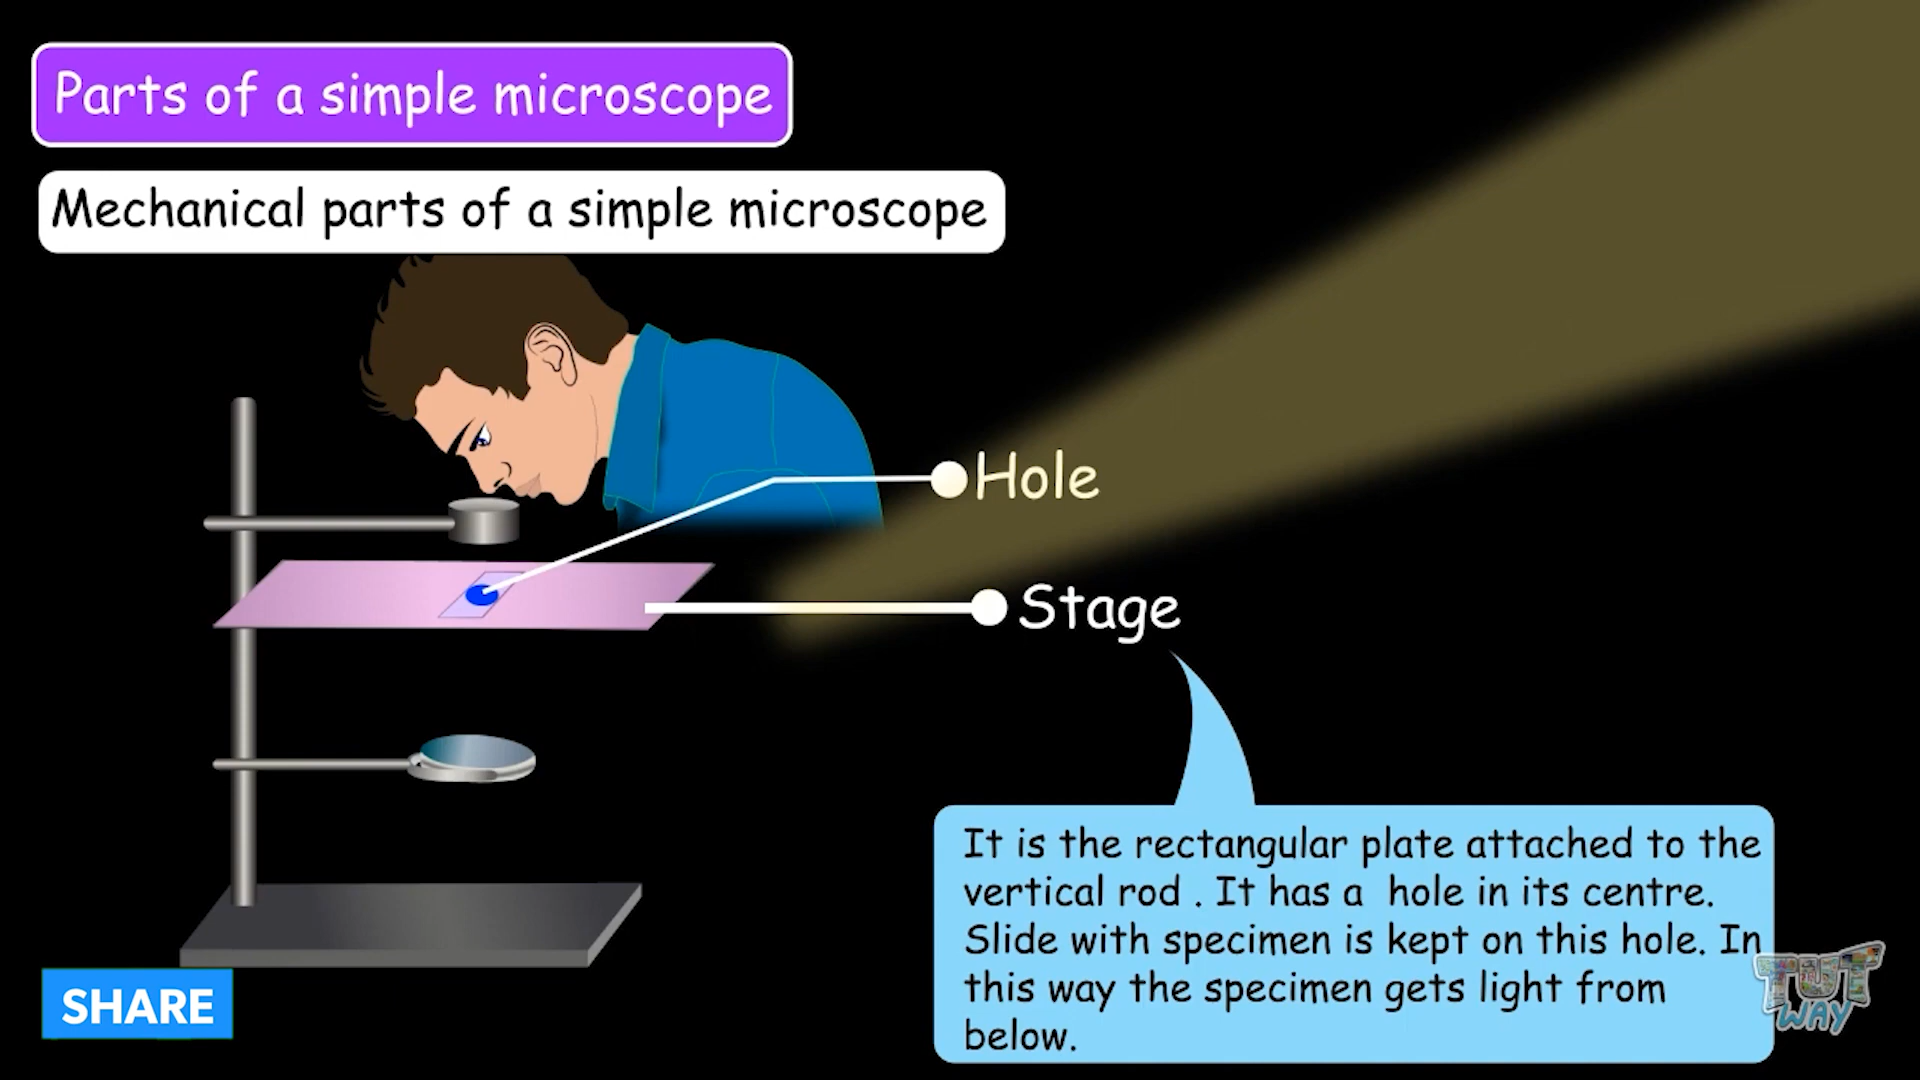 Parts of a simple microscope
Mechanical parts of a simple microscope
Hole
Stage
It is the rectangular plate attached to the
vertical rod . It has a hole in its centre.
Slide with specimen is kept on this hole. In
this way the specimen gets light from
below.
SHARE
TUT
WAY